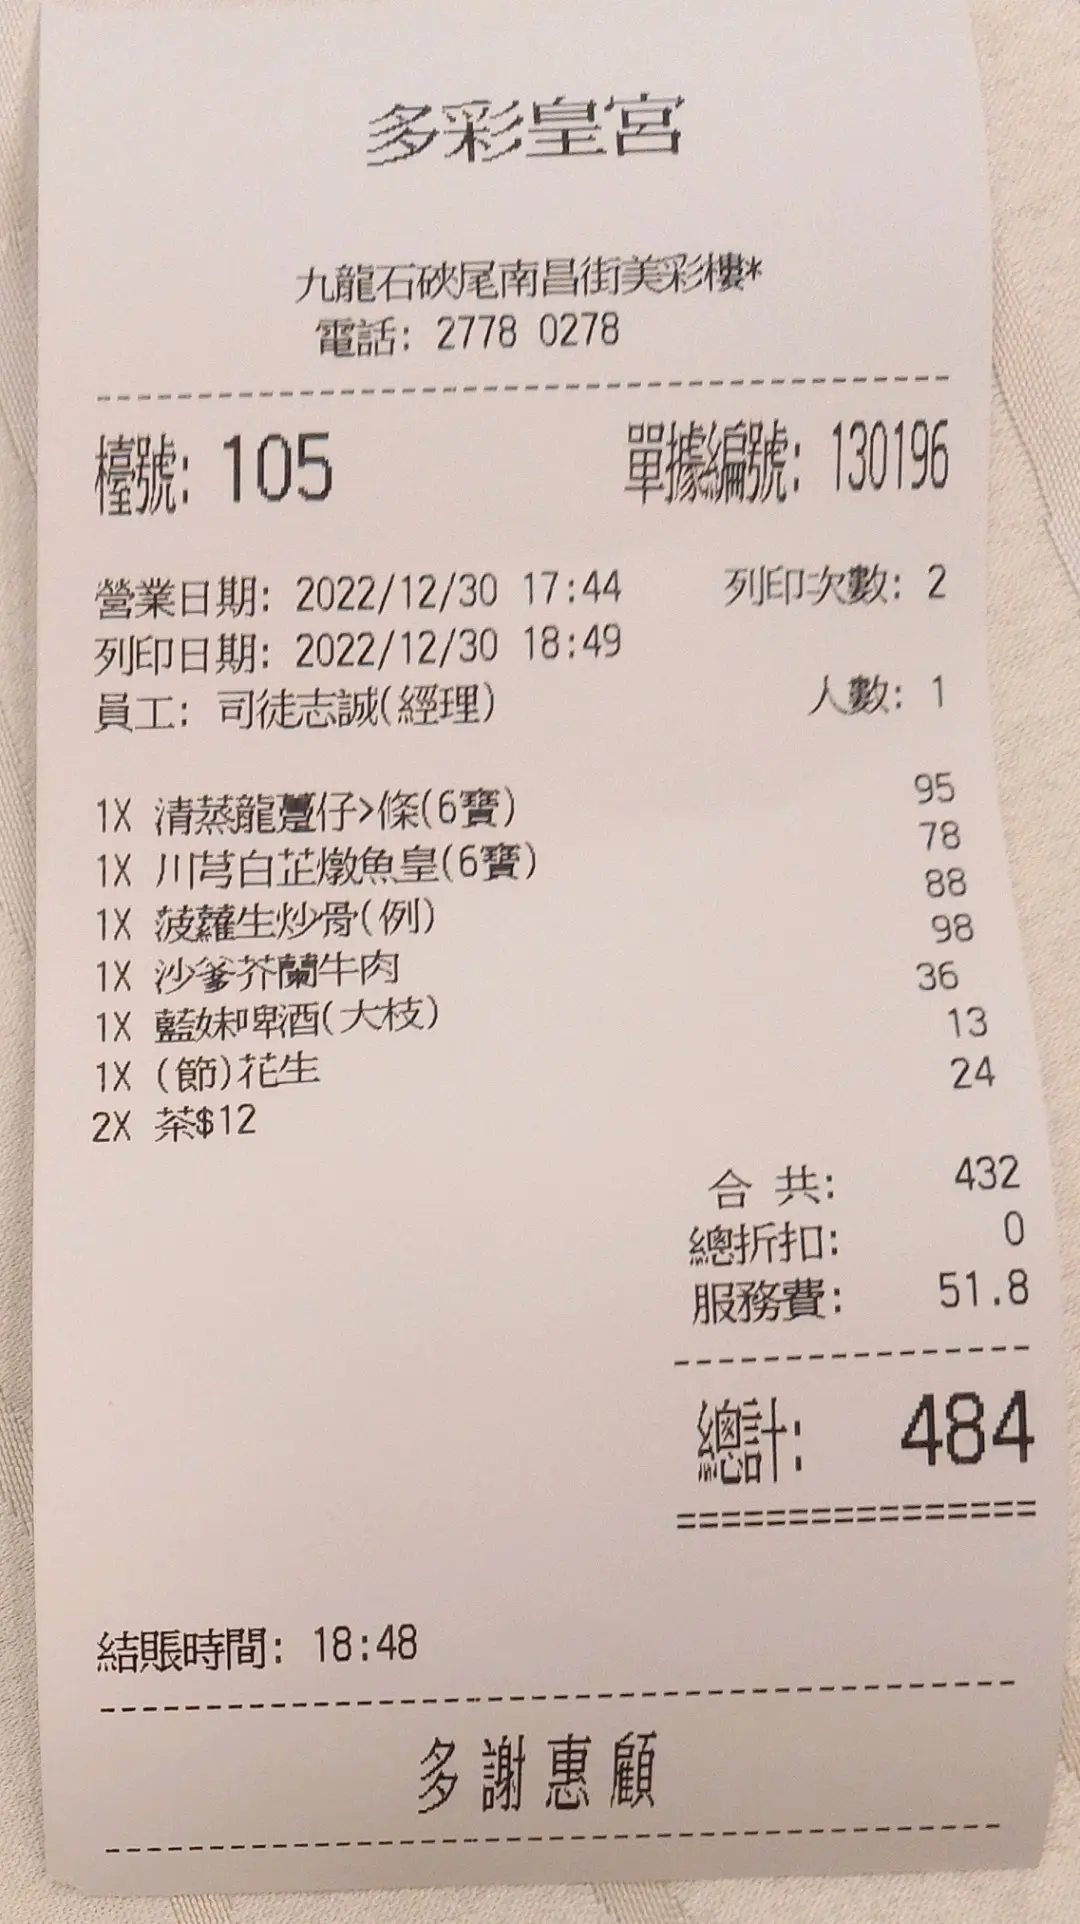 多彩皇宮
九龍石硤尾南昌街美彩樓*
電話: 2778 0278
檯號: 105 單據編號: 130196
營業日期: 2022/12/30 17:44 列印次數: 2
列印日期: 2022/12/30 18:49
員工: 司徒志誠(經理) 人數: 1
1X 清蒸龍躉仔>條(6寶) 95
1X 川芎白芷燉魚皇(6寶) 78
1X 菠蘿生炒骨(例) 88
1X 沙爹芥蘭牛肉 98
1X 藍妹啤酒(大枝) 36
1X (節)花生 13
2X 茶$12 24
合 共: 432
總折扣: 0
服務費: 51.8
總計: 484
結賬時間: 18:48
多謝惠顧